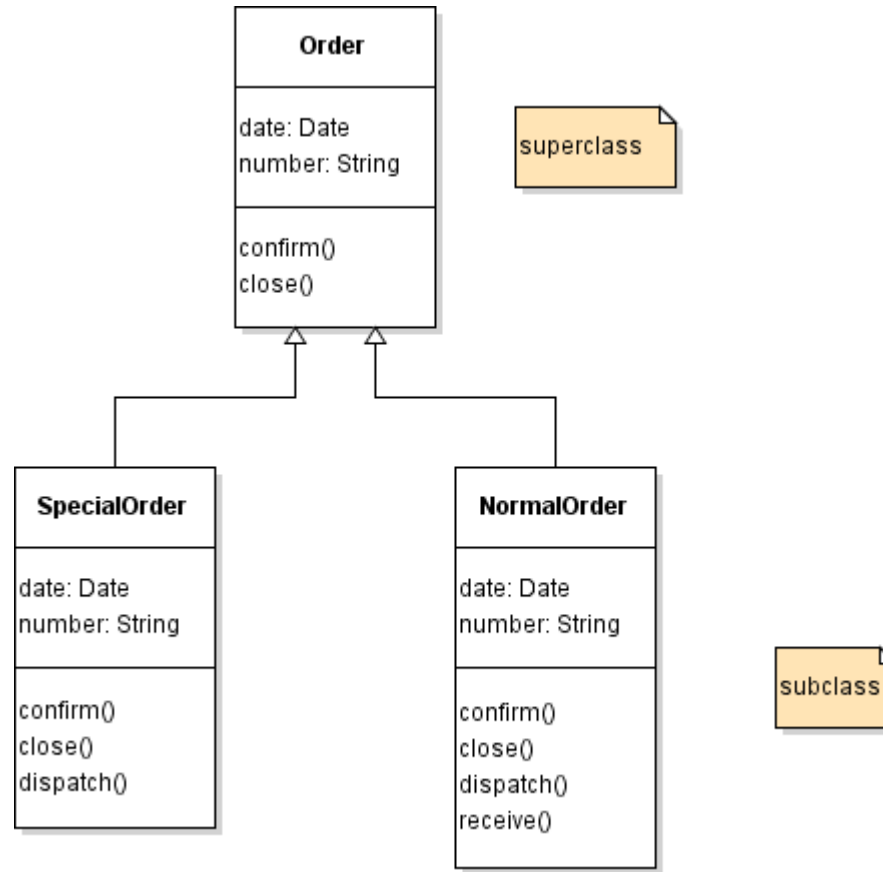 Order
date: Date
number: String
confirm()
close()
superclass
SpecialOrder
date: Date
number: String
confirm()
close()
dispatch()
NormalOrder
date: Date
number: String
confirm()
close()
dispatch()
receive()
subclass